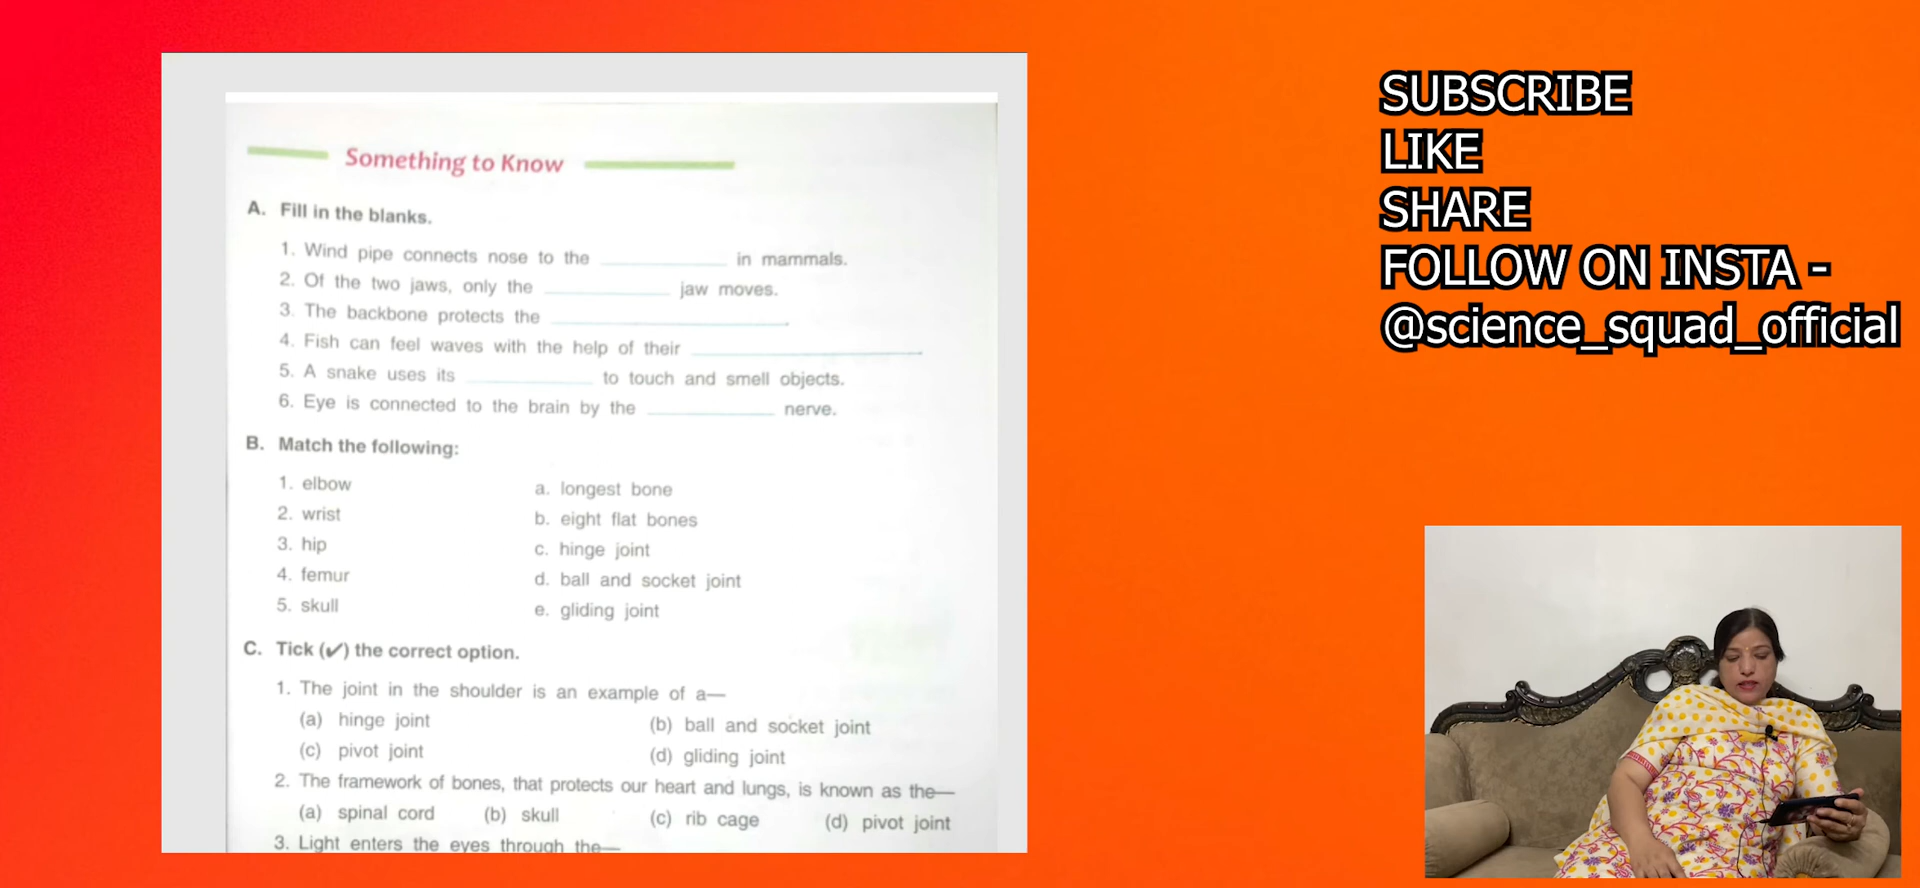 Something to Know
A. Fill in the blanks.
1. Wind pipe connects nose to the ____________ in mammals.
2. Of the two jaws, only the ____________ jaw moves.
3. The backbone protects the ______________________.
4. Fish can feel waves with the help of their ______________________
5. A snake uses its ____________ to touch and smell objects.
6. Eye is connected to the brain by the ____________ nerve.
B. Match the following:
1. elbow a. longest bone
2. wrist b. eight flat bones
3. hip c. hinge joint
4. femur d. ball and socket joint
5. skull e. gliding joint
C. Tick (✔) the correct option.
1. The joint in the shoulder is an example of a—
(a) hinge joint (b) ball and socket joint
(c) pivot joint (d) gliding joint
2. The framework of bones, that protects our heart and lungs, is known as the—
(a) spinal cord (b) skull (c) rib cage (d) pivot joint
3. Light enters the eyes through the—
SUBSCRIBE
LIKE
SHARE
FOLLOW ON INSTA -
@science_squad_official